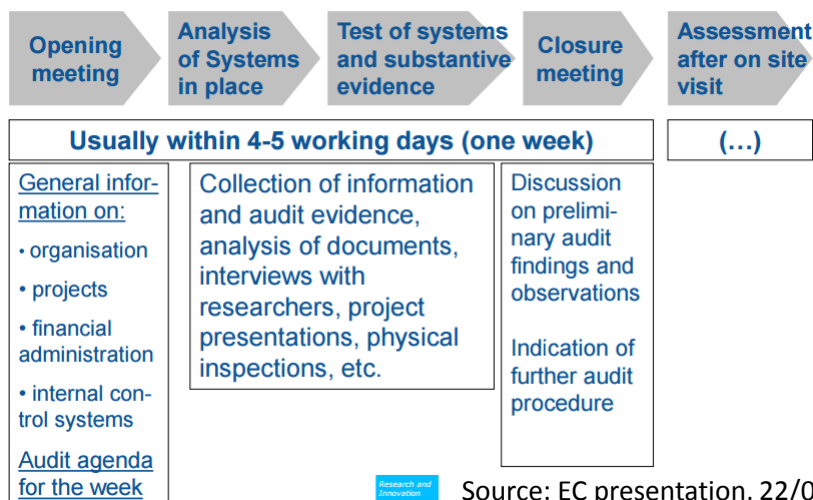 Opening
meeting
Analysis
of Systems
in place
Test of systems
and substantive
evidence
Closure
meeting
Assessment
after on site
visit
Usually within 4-5 working days (one week)
(...)
General infor-
mation on:
• organisation
• projects
• financial
administration
• internal con-
trol systems
Audit agenda
for the week
Collection of information
and audit evidence,
analysis of documents,
interviews with
researchers, project
presentations, physical
inspections, etc.
Discussion
on prelimi-
nary audit
findings and
observations
Indication of
further audit
procedure
Research and
Innovation
Source: EC presentation, 22/0